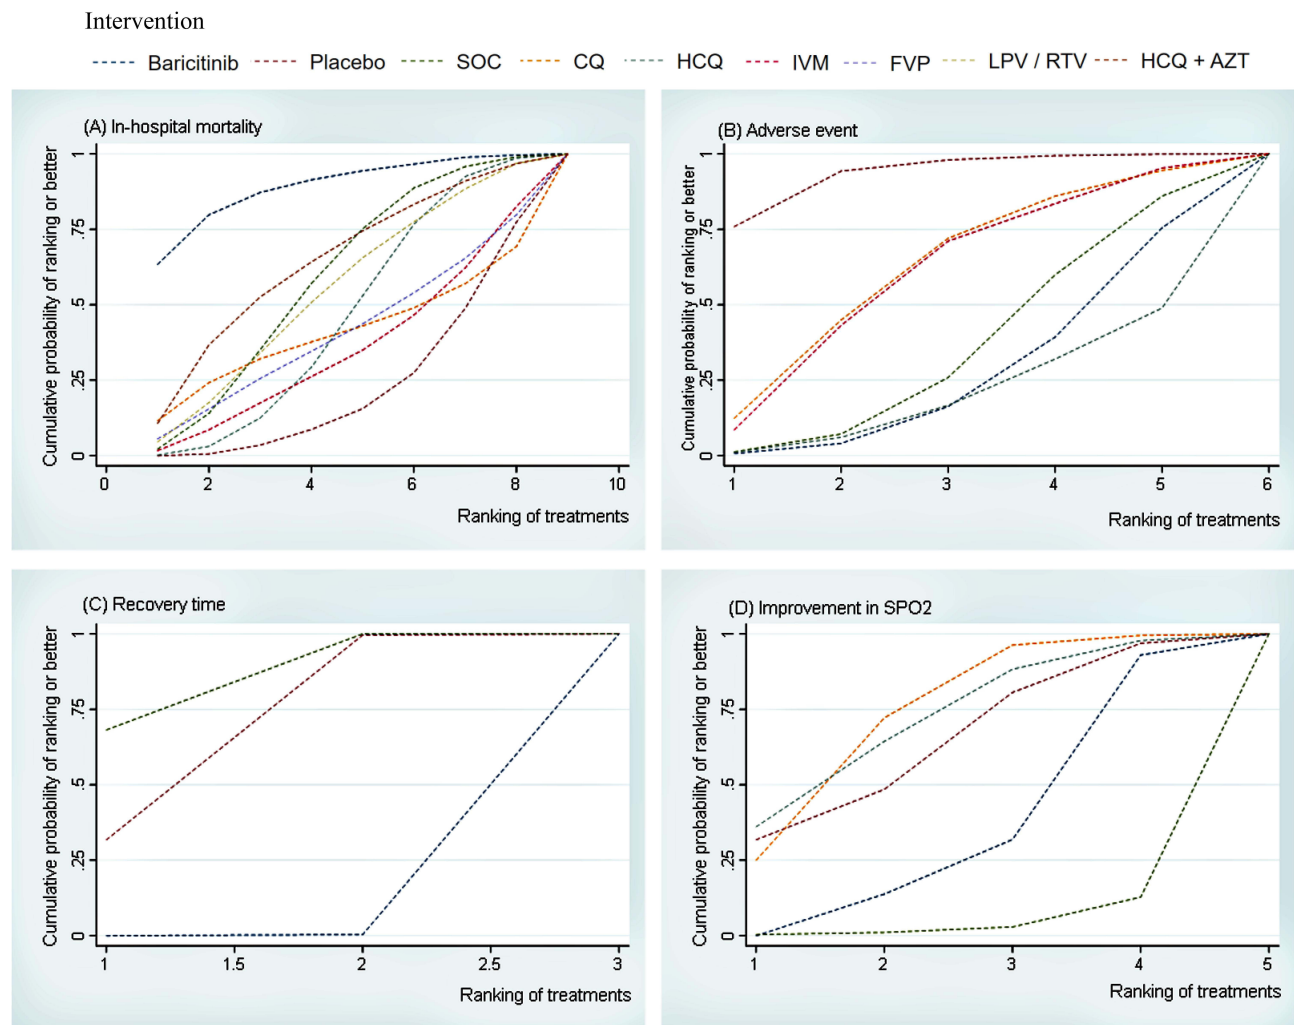 Intervention
Baricitinib Placebo SOC CQ HCQ IVM FVP LPV / RTV HCQ + AZT
(A) In-hospital mortality
Cumulative probability of ranking or better
1
.75
.5
.25
0
0 2 4 6 8 10
Ranking of treatments
(B) Adverse event
Cumulative probability of ranking or better
1
.75
.5
.25
0
1 2 3 4 5 6
Ranking of treatments
(C) Recovery time
Cumulative probability of ranking or better
1
.75
.5
.25
0
1 1.5 2 2.5 3
Ranking of treatments
(D) Improvement in SPO2
Cumulative probability of ranking or better
1
.75
.5
.25
0
1 2 3 4 5
Ranking of treatments